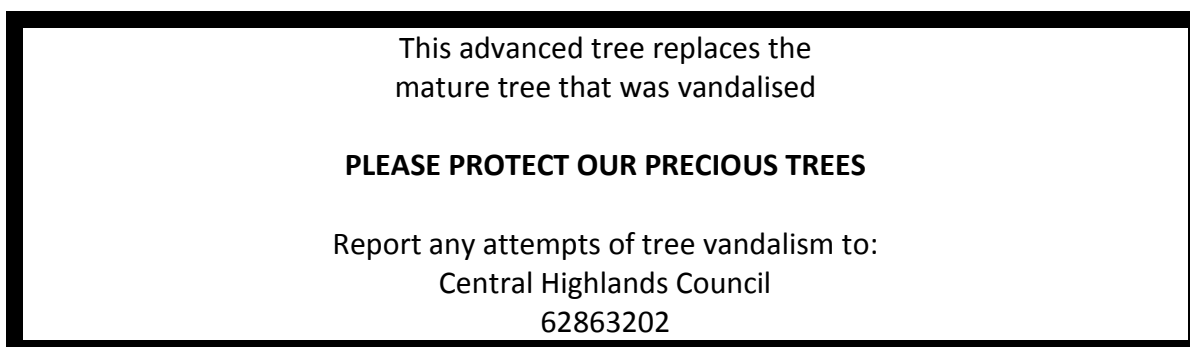 This advanced tree replaces the
mature tree that was vandalised
PLEASE PROTECT OUR PRECIOUS TREES
Report any attempts of tree vandalism to:
Central Highlands Council
62863202